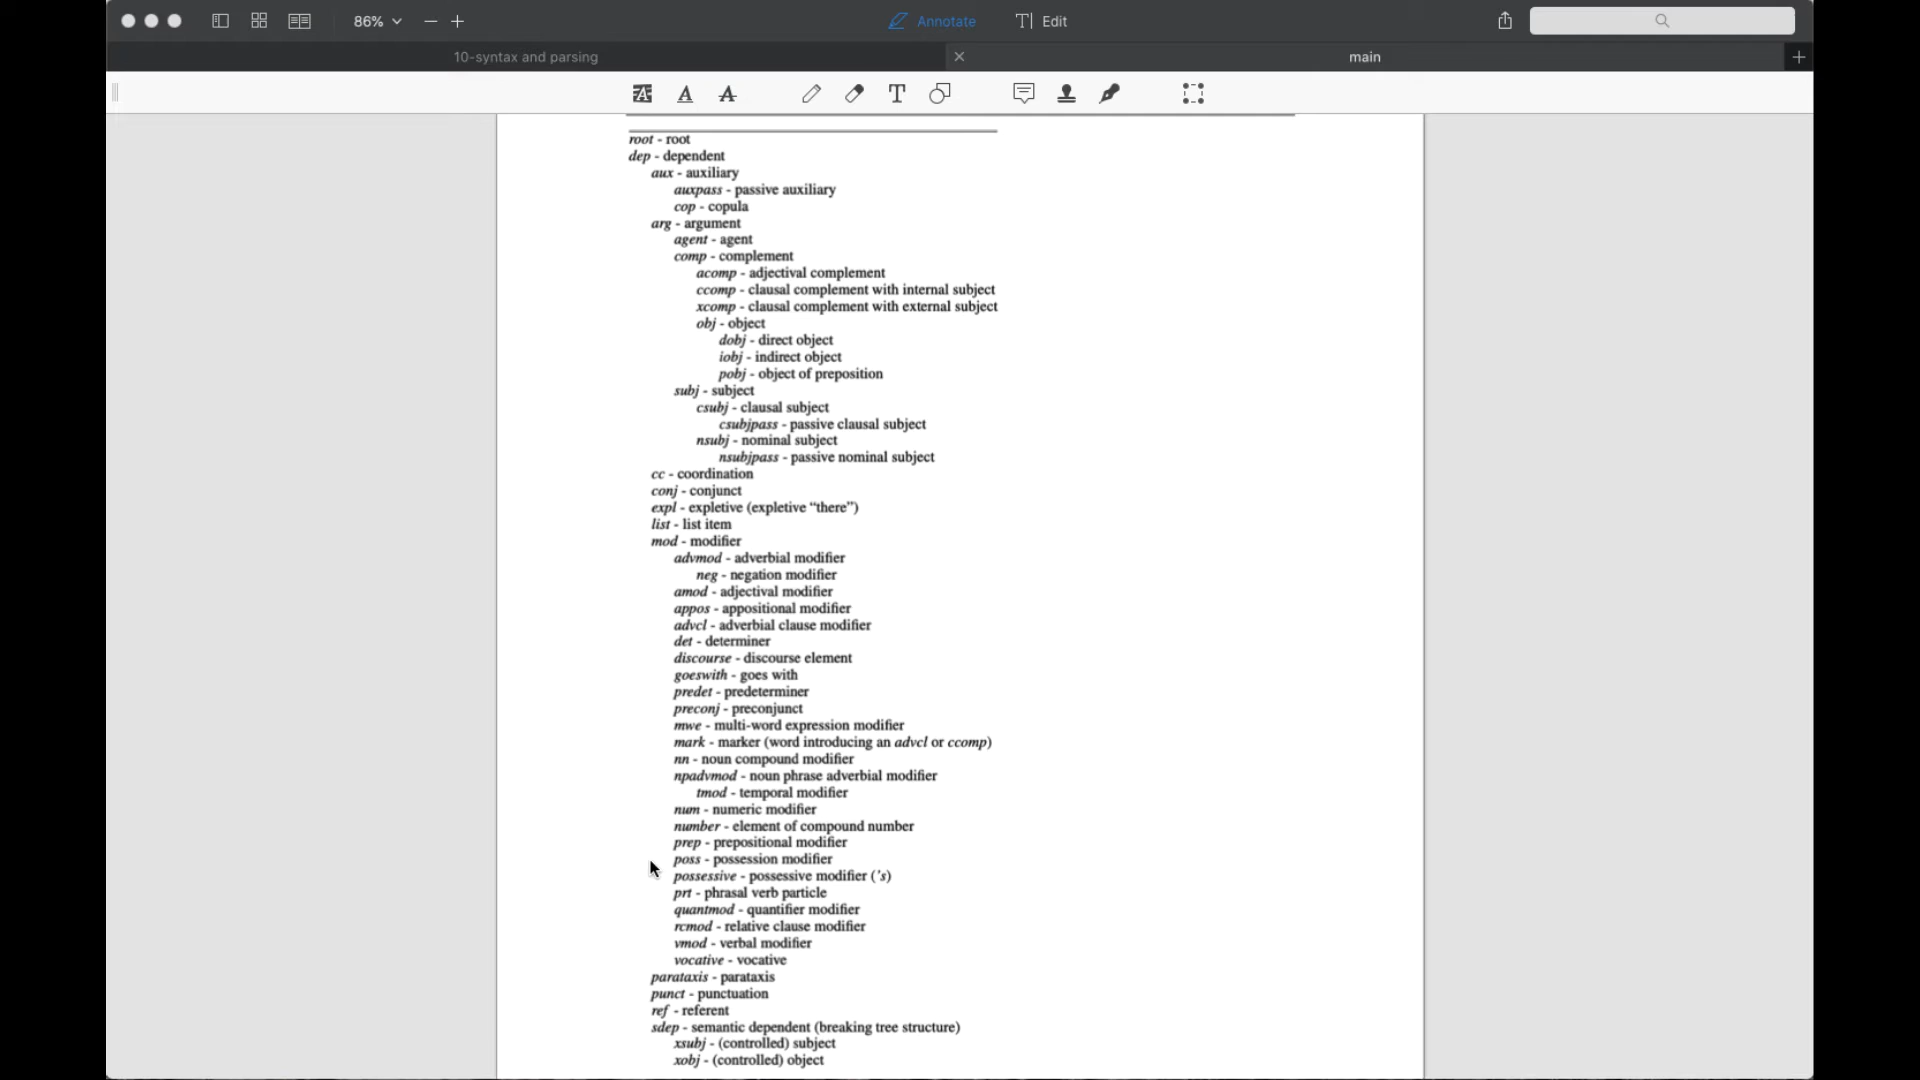 86%
Annotate
Edit
10-syntax and parsing
main
root - root
dep - dependent
aux - auxiliary
auxpass - passive auxiliary
cop - copula
arg - argument
agent - agent
comp - complement
acomp - adjectival complement
ccomp - clausal complement with internal subject
xcomp - clausal complement with external subject
obj - object
dobj - direct object
iobj - indirect object
pobj - object of preposition
subj - subject
csubj - clausal subject
csubjpass - passive clausal subject
nsubj - nominal subject
nsubjpass - passive nominal subject
cc - coordination
conj - conjunct
expl - expletive (expletive “there”)
list - list item
mod - modifier
advmod - adverbial modifier
neg - negation modifier
amod - adjectival modifier
appos - appositional modifier
advcl - adverbial clause modifier
det - determiner
discourse - discourse element
goeswith - goes with
predet - predeterminer
preconj - preconjunct
mwe - multi-word expression modifier
mark - marker (word introducing an advcl or ccomp)
nn - noun compound modifier
npadvmod - noun phrase adverbial modifier
tmod - temporal modifier
num - numeric modifier
number - element of compound number
prep - prepositional modifier
poss - possession modifier
possessive - possessive modifier (’s)
prt - phrasal verb particle
quantmod - quantifier modifier
rcmod - relative clause modifier
vmod - verbal modifier
vocative - vocative
parataxis - parataxis
punct - punctuation
ref - referent
sdep - semantic dependent (breaking tree structure)
xsubj - (controlled) subject
xobj - (controlled) object